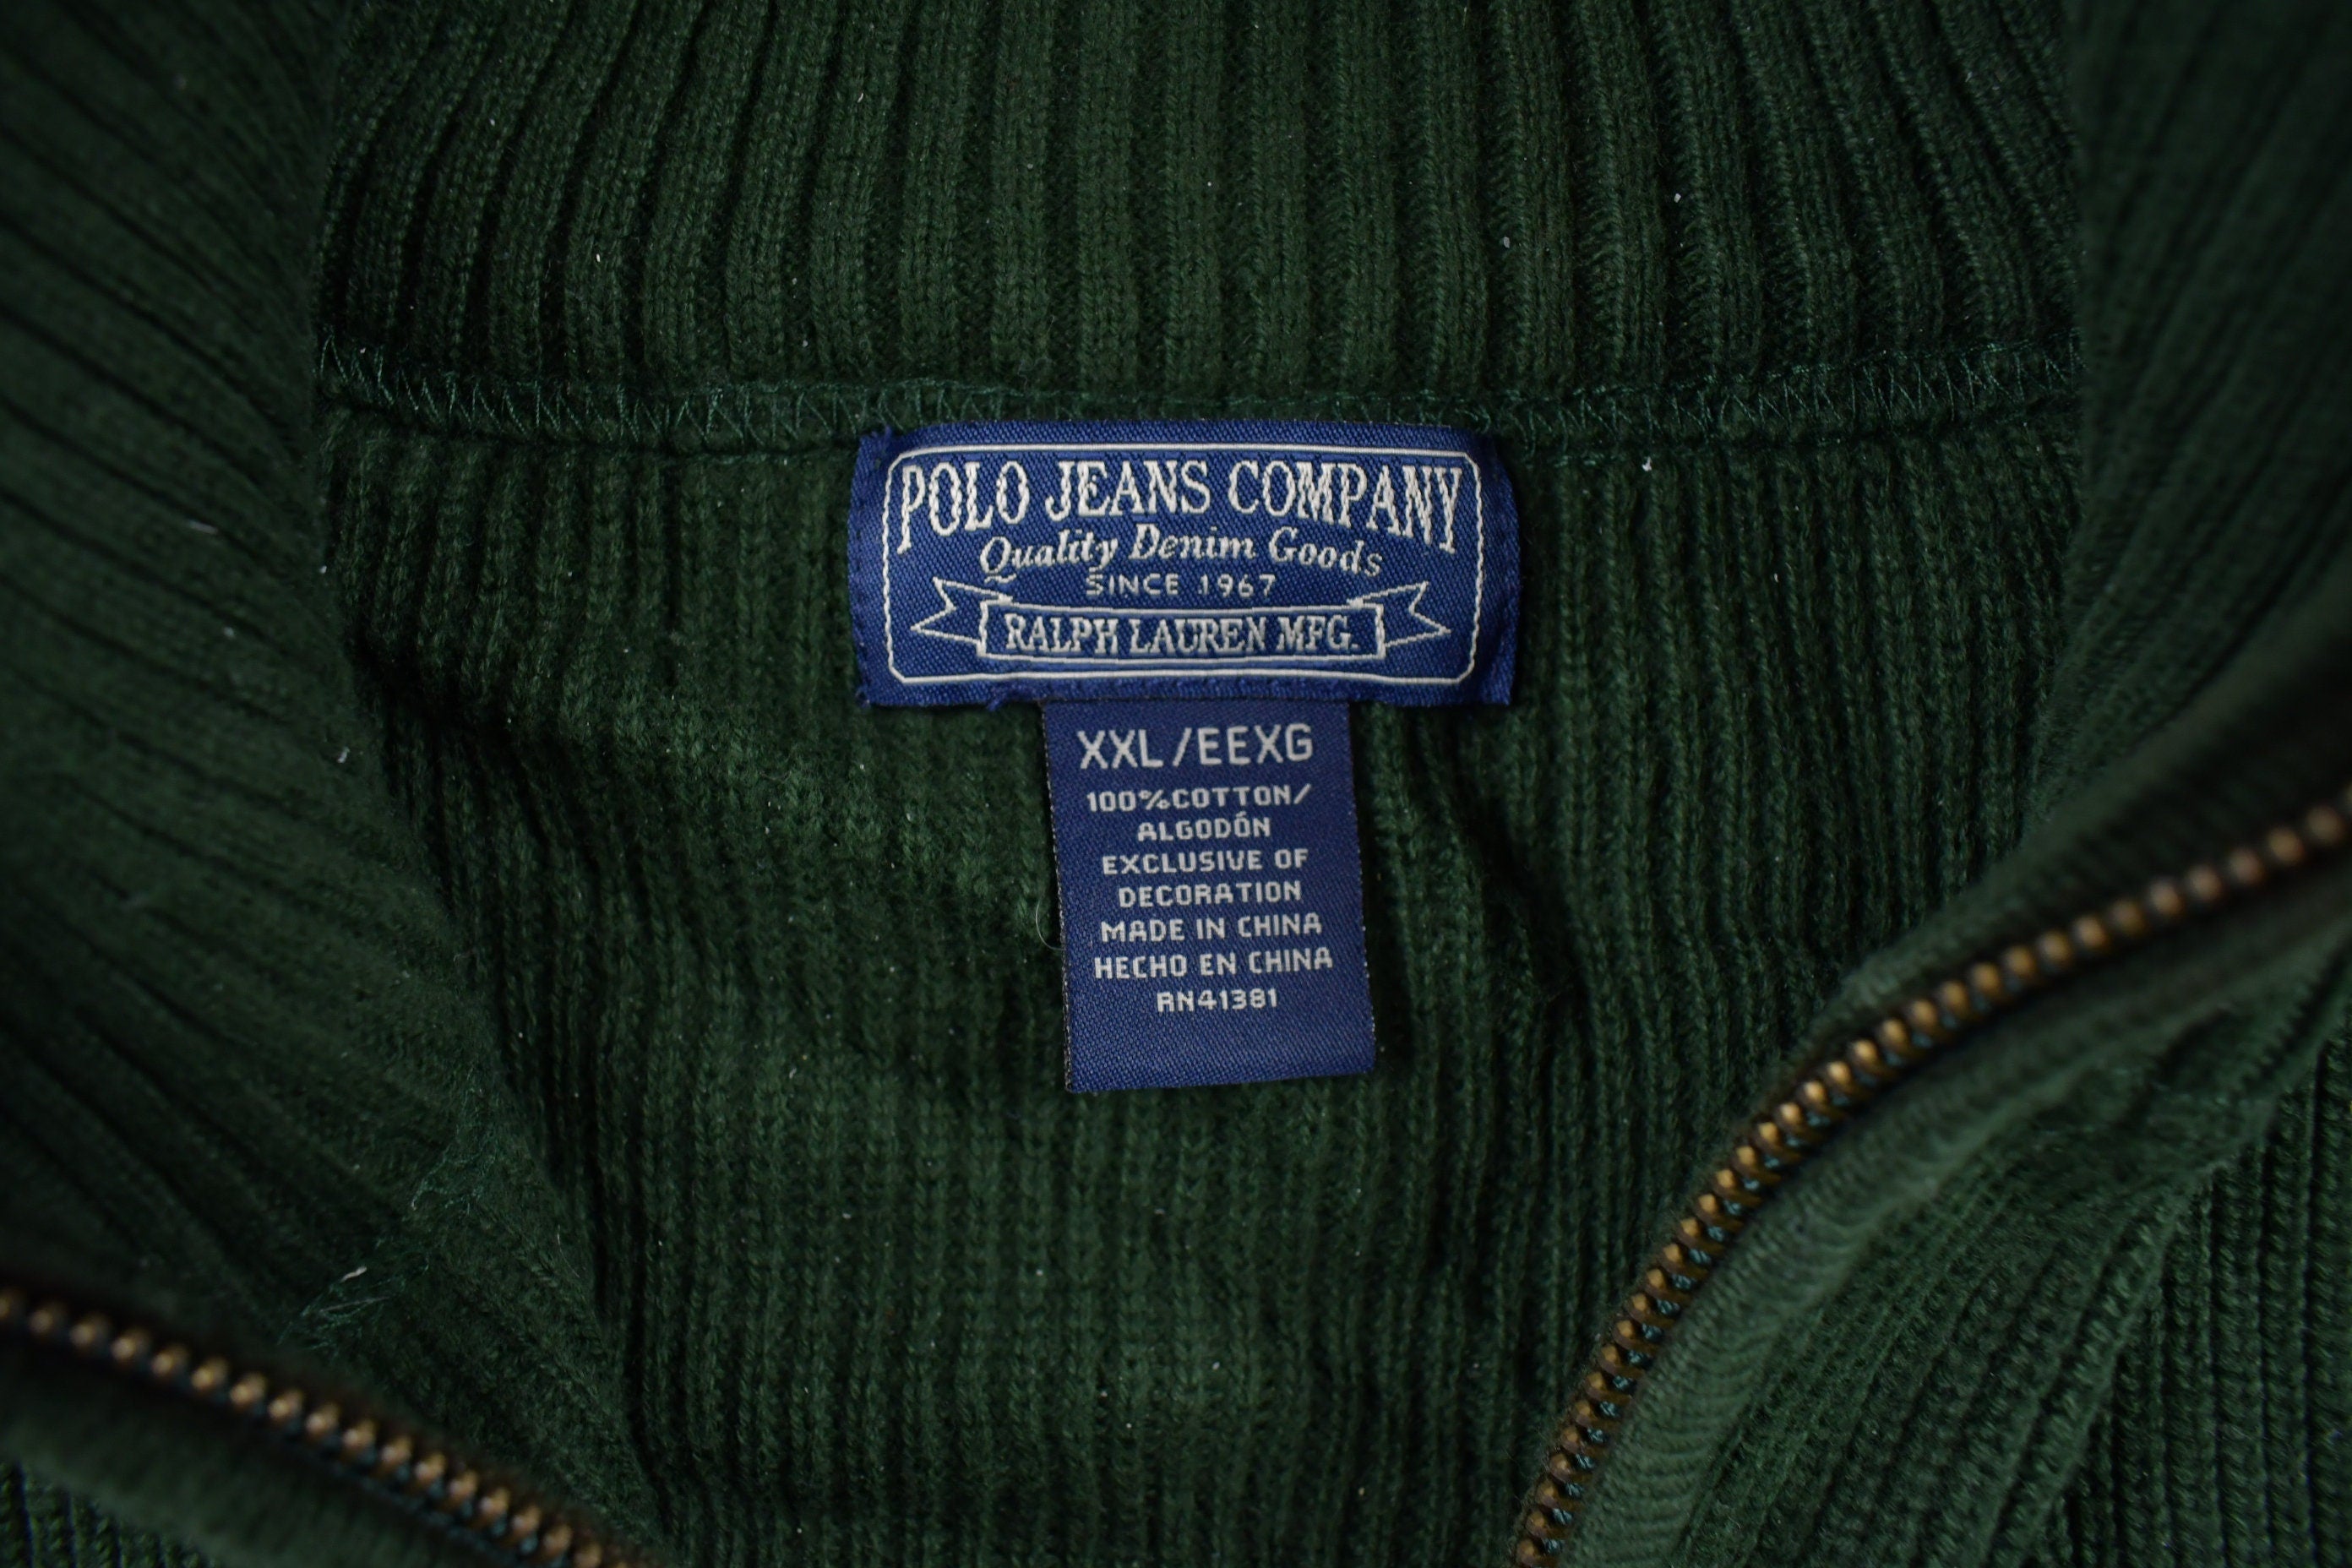 POLO JEANS COMPANY
Quality Denim Goods
SINCE 1967
RALPH LAUREN MFG.
XXL/EEXG
100%COTTON/
ALGODÓN
EXCLUSIVE OF
DECORATION
MADE IN CHINA
HECHO EN CHINA
RN41381